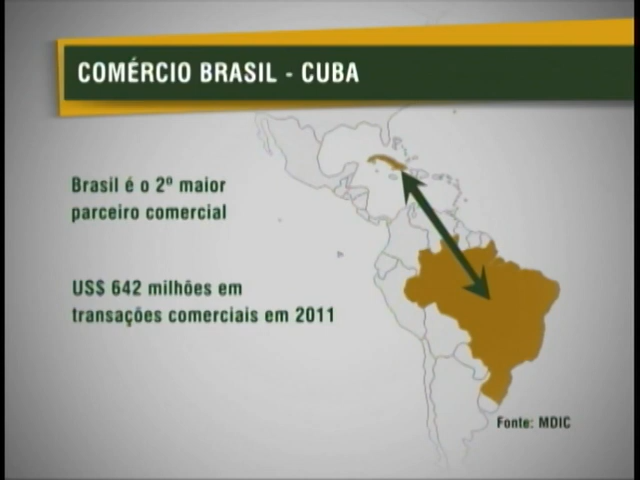 COMÉRCIO BRASIL - CUBA
Brasil é o 2º maior
parceiro comercial
US$ 642 milhões em
transações comerciais em 2011
Fonte: MDIC